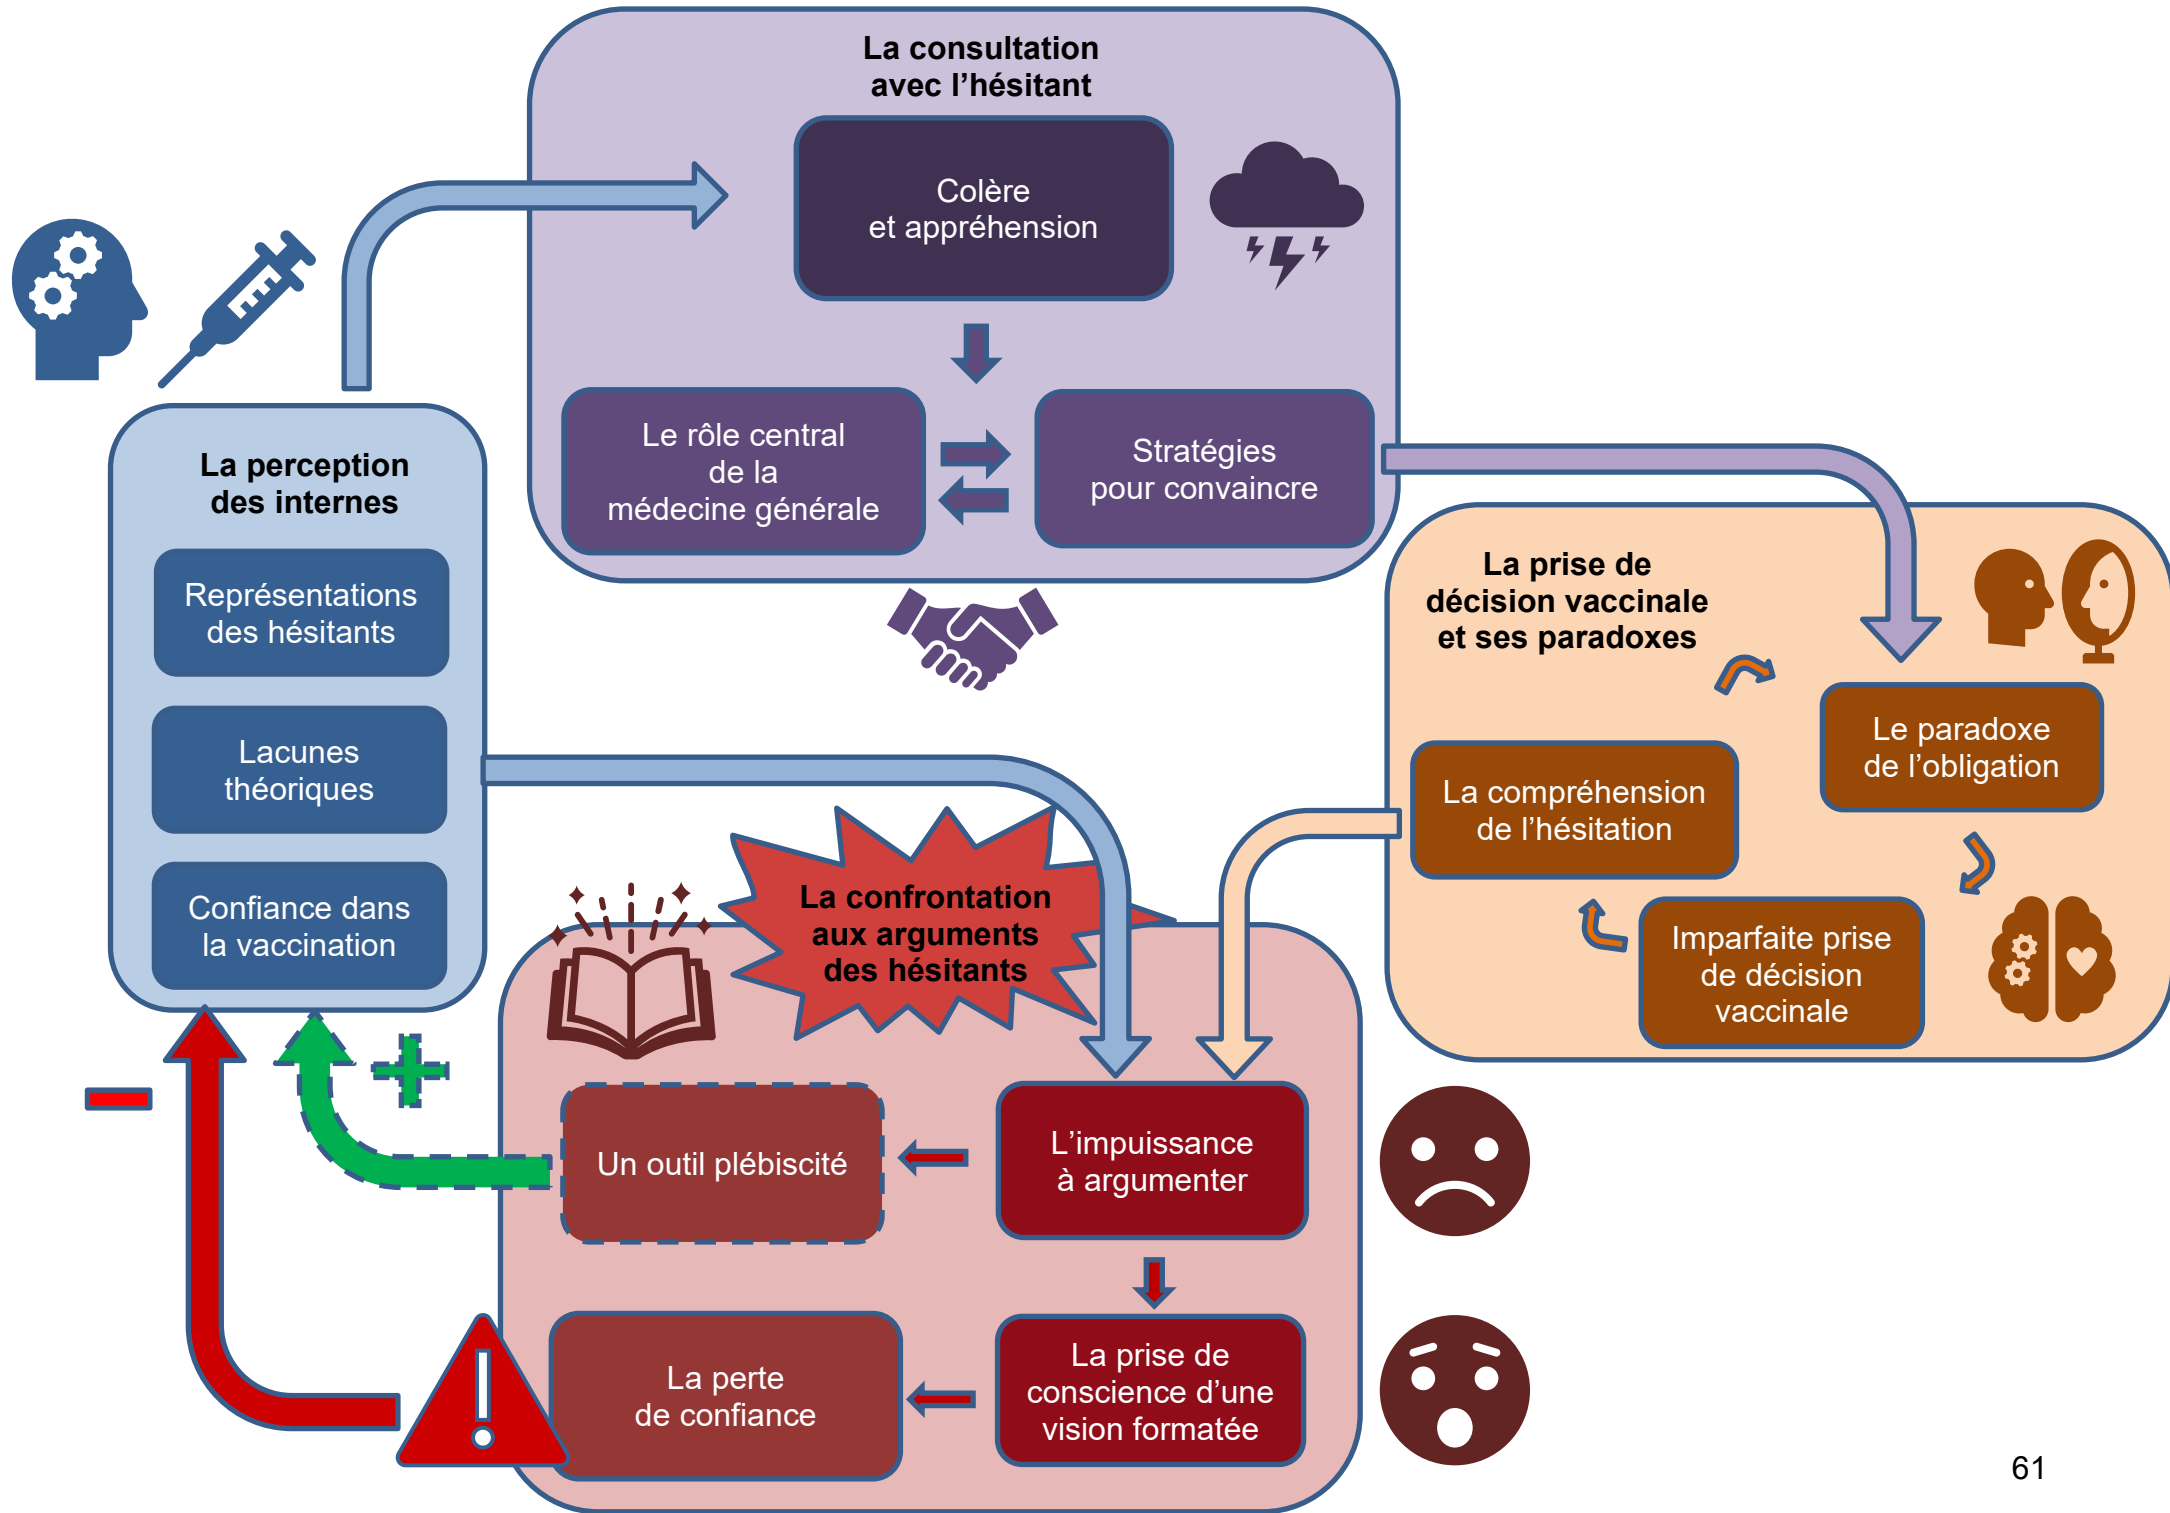 La consultation
avec l’hésitant
Colère
et appréhension
Le rôle central
de la
médecine générale
Stratégies
pour convaincre
La perception
des internes
Représentations
des hésitants
Lacunes
théoriques
Confiance dans
la vaccination
La prise de
décision vaccinale
et ses paradoxes
Le paradoxe
de l’obligation
La compréhension
de l’hésitation
Imparfaite prise
de décision
vaccinale
La confrontation
aux arguments
des hésitants
Un outil plébiscité
L’impuissance
à argumenter
La perte
de confiance
La prise de
conscience d’une
vision formatée
61